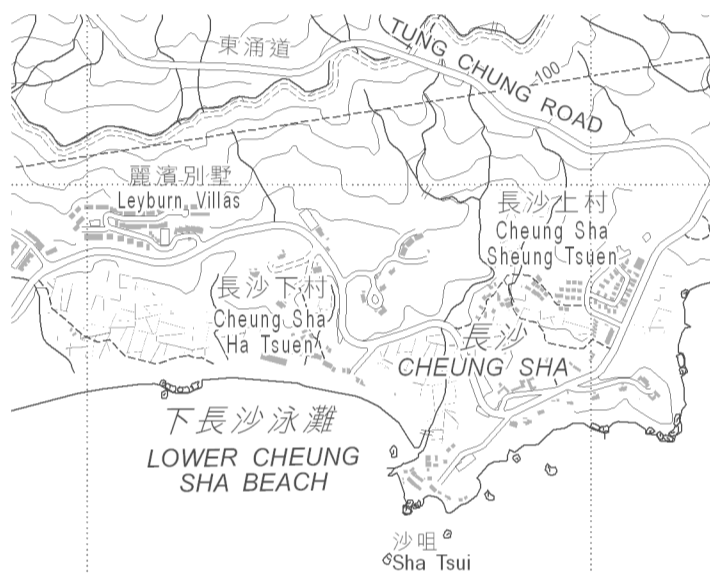 東涌道
TUNG CHUNG ROAD
100
麗濱別墅
Leyburn Villas
長沙上村
Cheung Sha
Sheung Tsuen
長沙下村
Cheung Sha
Ha Tsuen
長沙
CHEUNG SHA
下長沙泳灘
LOWER CHEUNG
SHA BEACH
沙咀
Sha Tsui